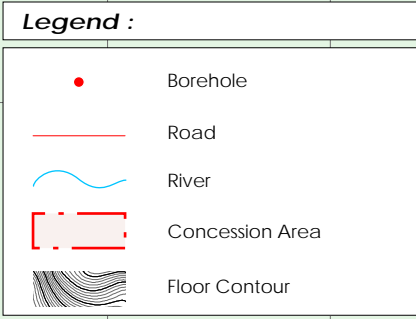 Legend :
Borehole
Road
River
Concession Area
Floor Contour